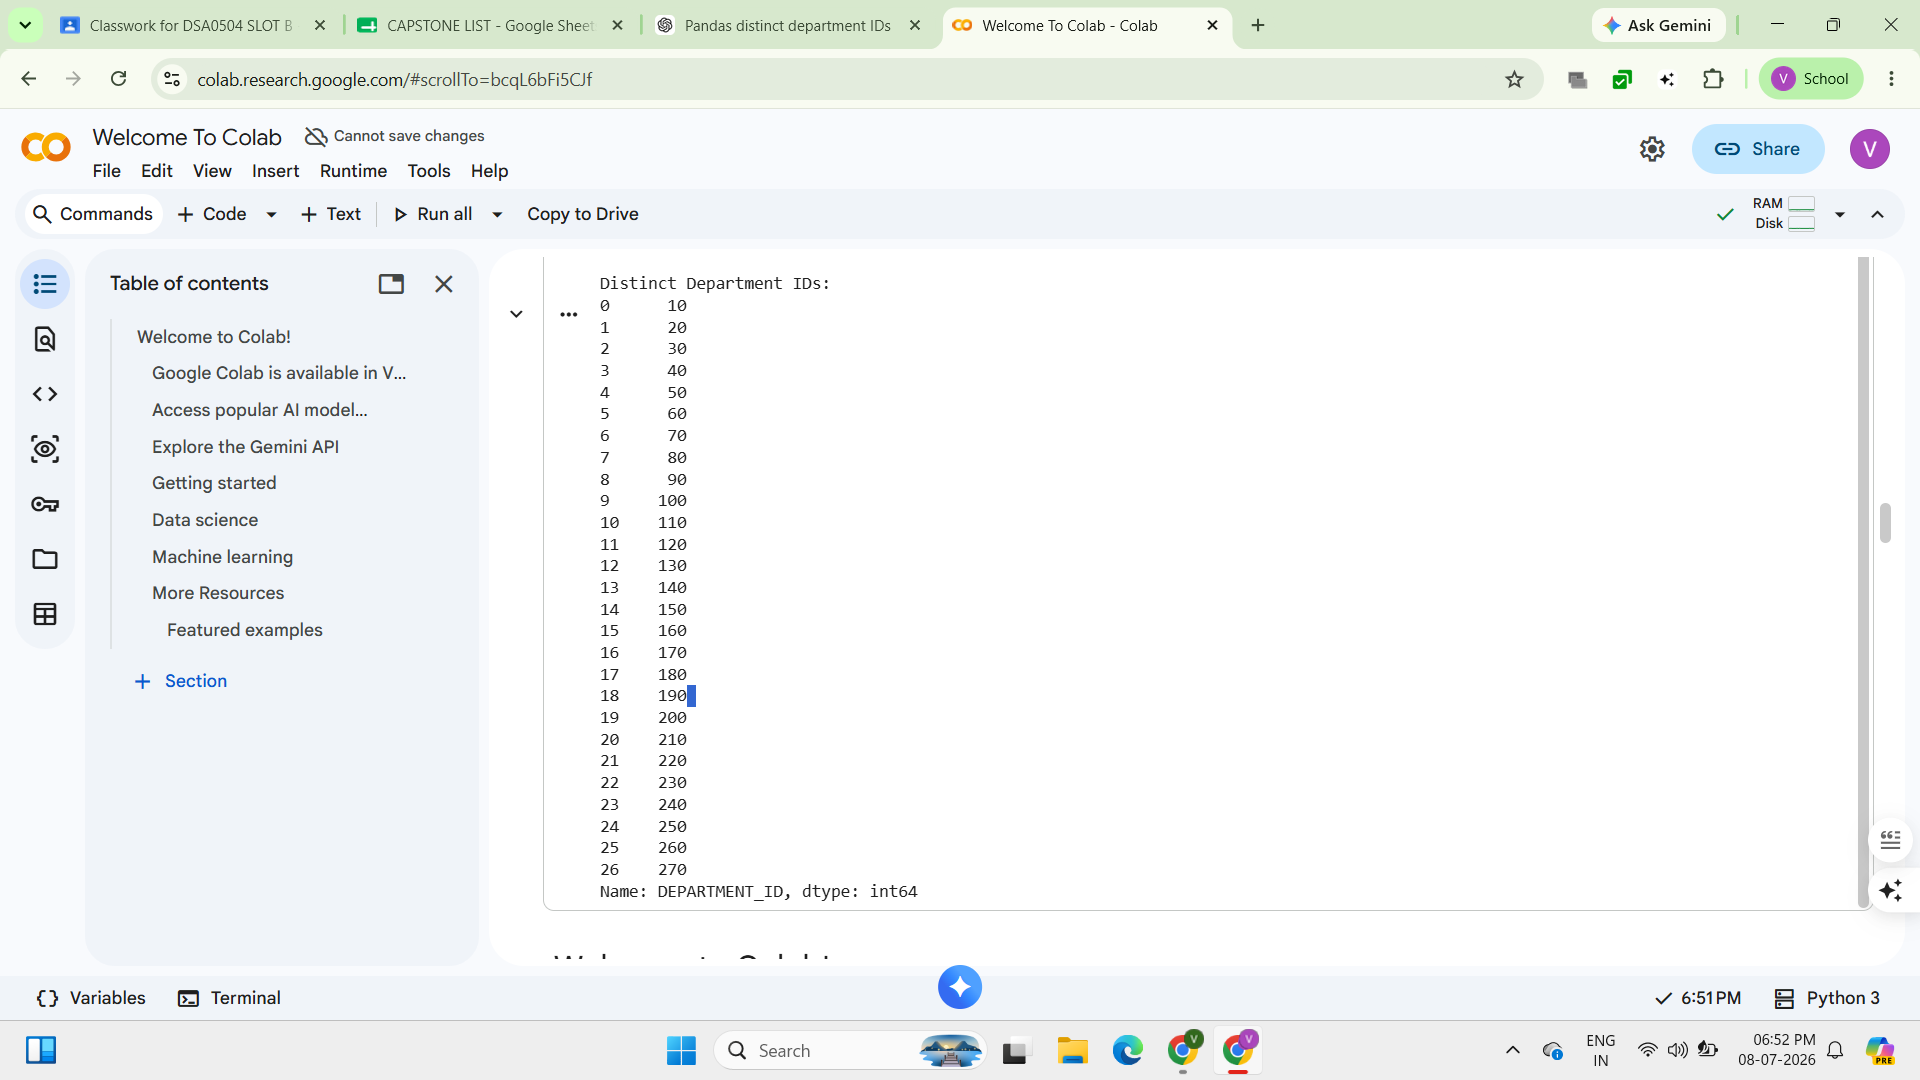 Classwork for DSA0504 SLOT B
CAPSTONE LIST - Google Sheet
Pandas distinct department IDs
Welcome To Colab - Colab
Ask Gemini
colab.research.google.com/#scrollTo=bcqL6bFi5CJf
V School
Welcome To Colab
Cannot save changes
Share
V
File Edit View Insert Runtime Tools Help
Commands
+ Code
+ Text
Run all
Copy to Drive
RAM
Disk
Table of contents
Welcome to Colab!
Google Colab is available in V...
Access popular AI model...
Explore the Gemini API
Getting started
Data science
Machine learning
More Resources
Featured examples
+ Section
Distinct Department IDs:
0 10
1 20
2 30
3 40
4 50
5 60
6 70
7 80
8 90
9 100
10 110
11 120
12 130
13 140
14 150
15 160
16 170
17 180
18 190
19 200
20 210
21 220
22 230
23 240
24 250
25 260
26 270
Name: DEPARTMENT_ID, dtype: int64
Welcome to Colab!
Variables
Terminal
6:51 PM
Python 3
Search
V
V
ENG
IN
06:52 PM
08-07-2026
PRE